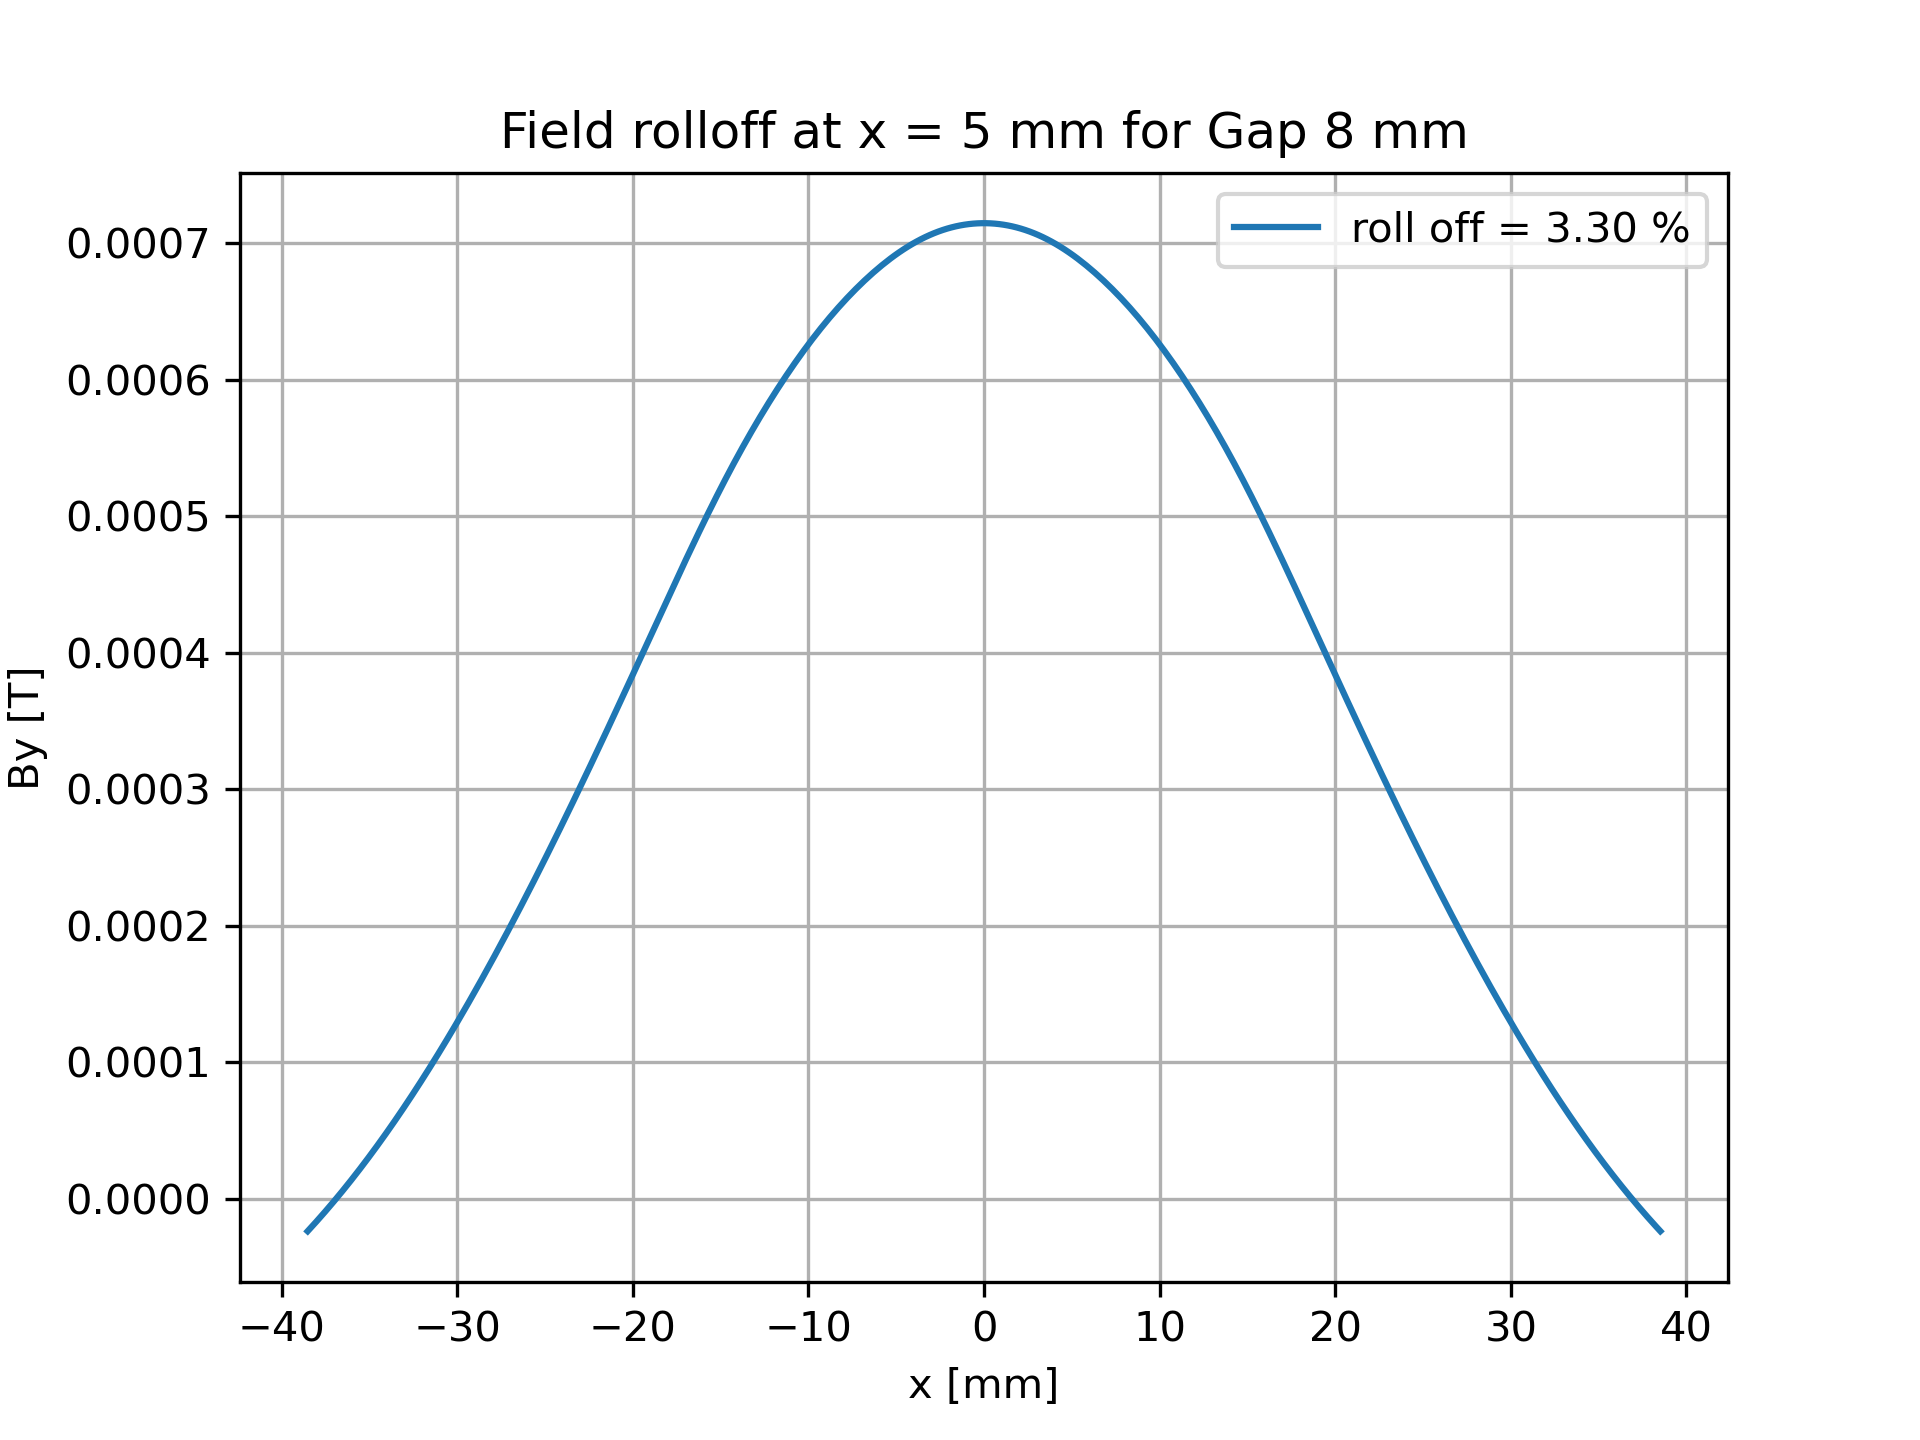 Field rolloff at x = 5 mm for Gap 8 mm
roll off = 3.30 %
0.0007
0.0006
0.0005
0.0004
0.0003
0.0002
0.0001
0.0000
By [T]
−40 −30 −20 −10 0 10 20 30 40
x [mm]